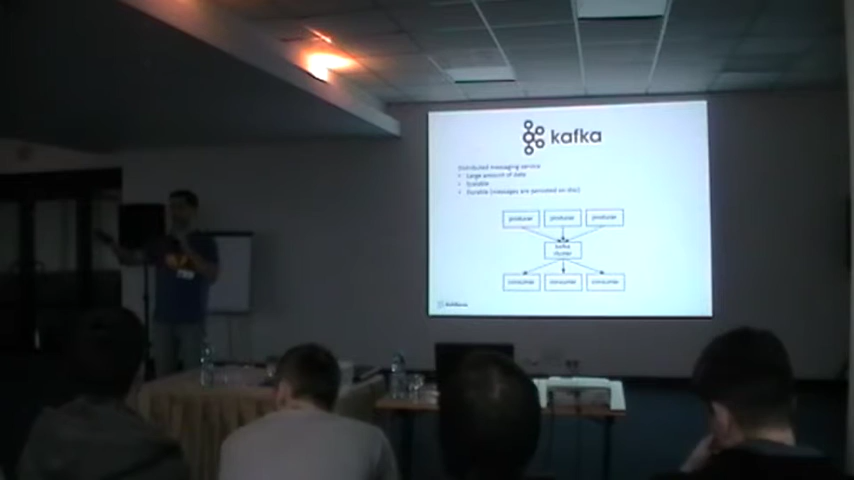 kafka
Distributed messaging service
• Large amount of data
• Scalable
• Durable (messages are persisted on disc)
producer producer producer
kafka
cluster
consumer consumer consumer